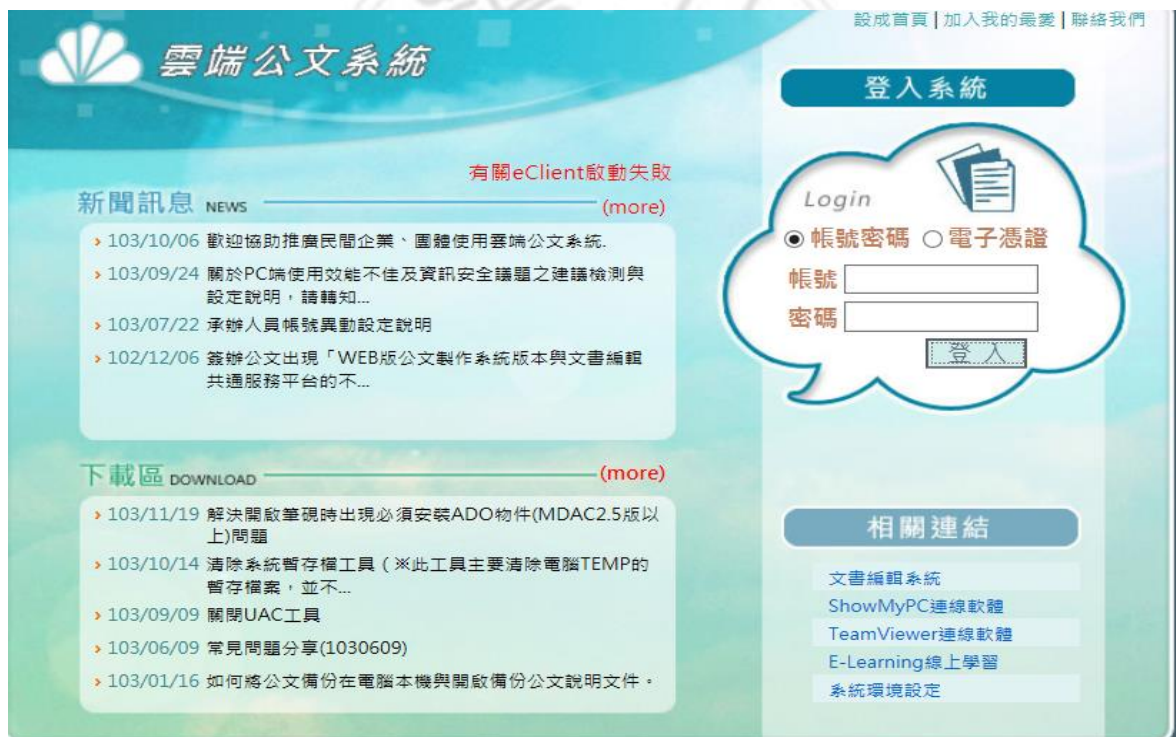 設成首頁 | 加入我的最愛 | 聯絡我們
雲端公文系統
有關eClient啟動失敗
新聞訊息 NEWS (more)
103/10/06 歡迎協助推廣民間企業、團體使用雲端公文系統.
103/09/24 關於PC端使用效能不佳及資訊安全議題之建議檢測與
設定說明，請轉知...
103/07/22 承辦人員帳號異動設定說明
102/12/06 簽辦公文出現「WEB版公文製作系統版本與文書編輯
共通服務平台的不...
下載區 DOWNLOAD (more)
103/11/19 解決開啟筆硯時出現必須安裝ADO物件(MDAC2.5版以
上)問題
103/10/14 清除系統暫存檔工具（※此工具主要清除電腦TEMP的
暫存檔案，並不...
103/09/09 關閉UAC工具
103/06/09 常見問題分享(1030609)
103/01/16 如何將公文備份在電腦本機與開啟備份公文說明文件。
登入系統
Login
帳號密碼 電子憑證
帳號
密碼
登 入
相關連結
文書編輯系統
ShowMyPC連線軟體
TeamViewer連線軟體
E-Learning線上學習
系統環境設定